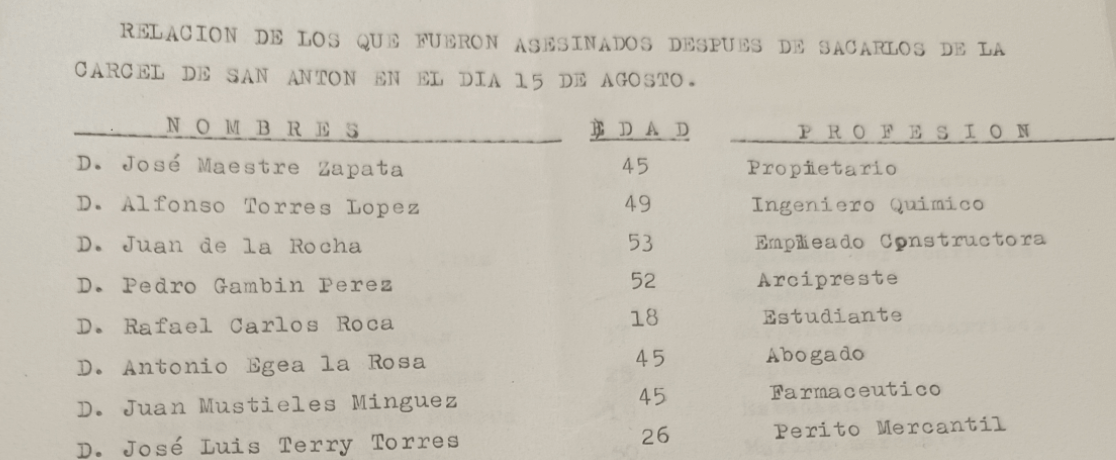 RELACION DE LOS QUE FUERON ASESINADOS DESPUES DE SACARLOS DE LA
CARCEL DE SAN ANTON EN EL DIA 15 DE AGOSTO.
NOMBRES EDAD PROFESION
D. José Maestre Zapata 45 Propietario
D. Alfonso Torres Lopez 49 Ingeniero Quimico
D. Juan de la Rocha 53 Empleado Constructora
D. Pedro Gambin Perez 52 Arcipreste
D. Rafael Carlos Roca 18 Estudiante
D. Antonio Egea la Rosa 45 Abogado
D. Juan Mustieles Minguez 45 Farmaceutico
D. José Luis Terry Torres 26 Perito Mercantil